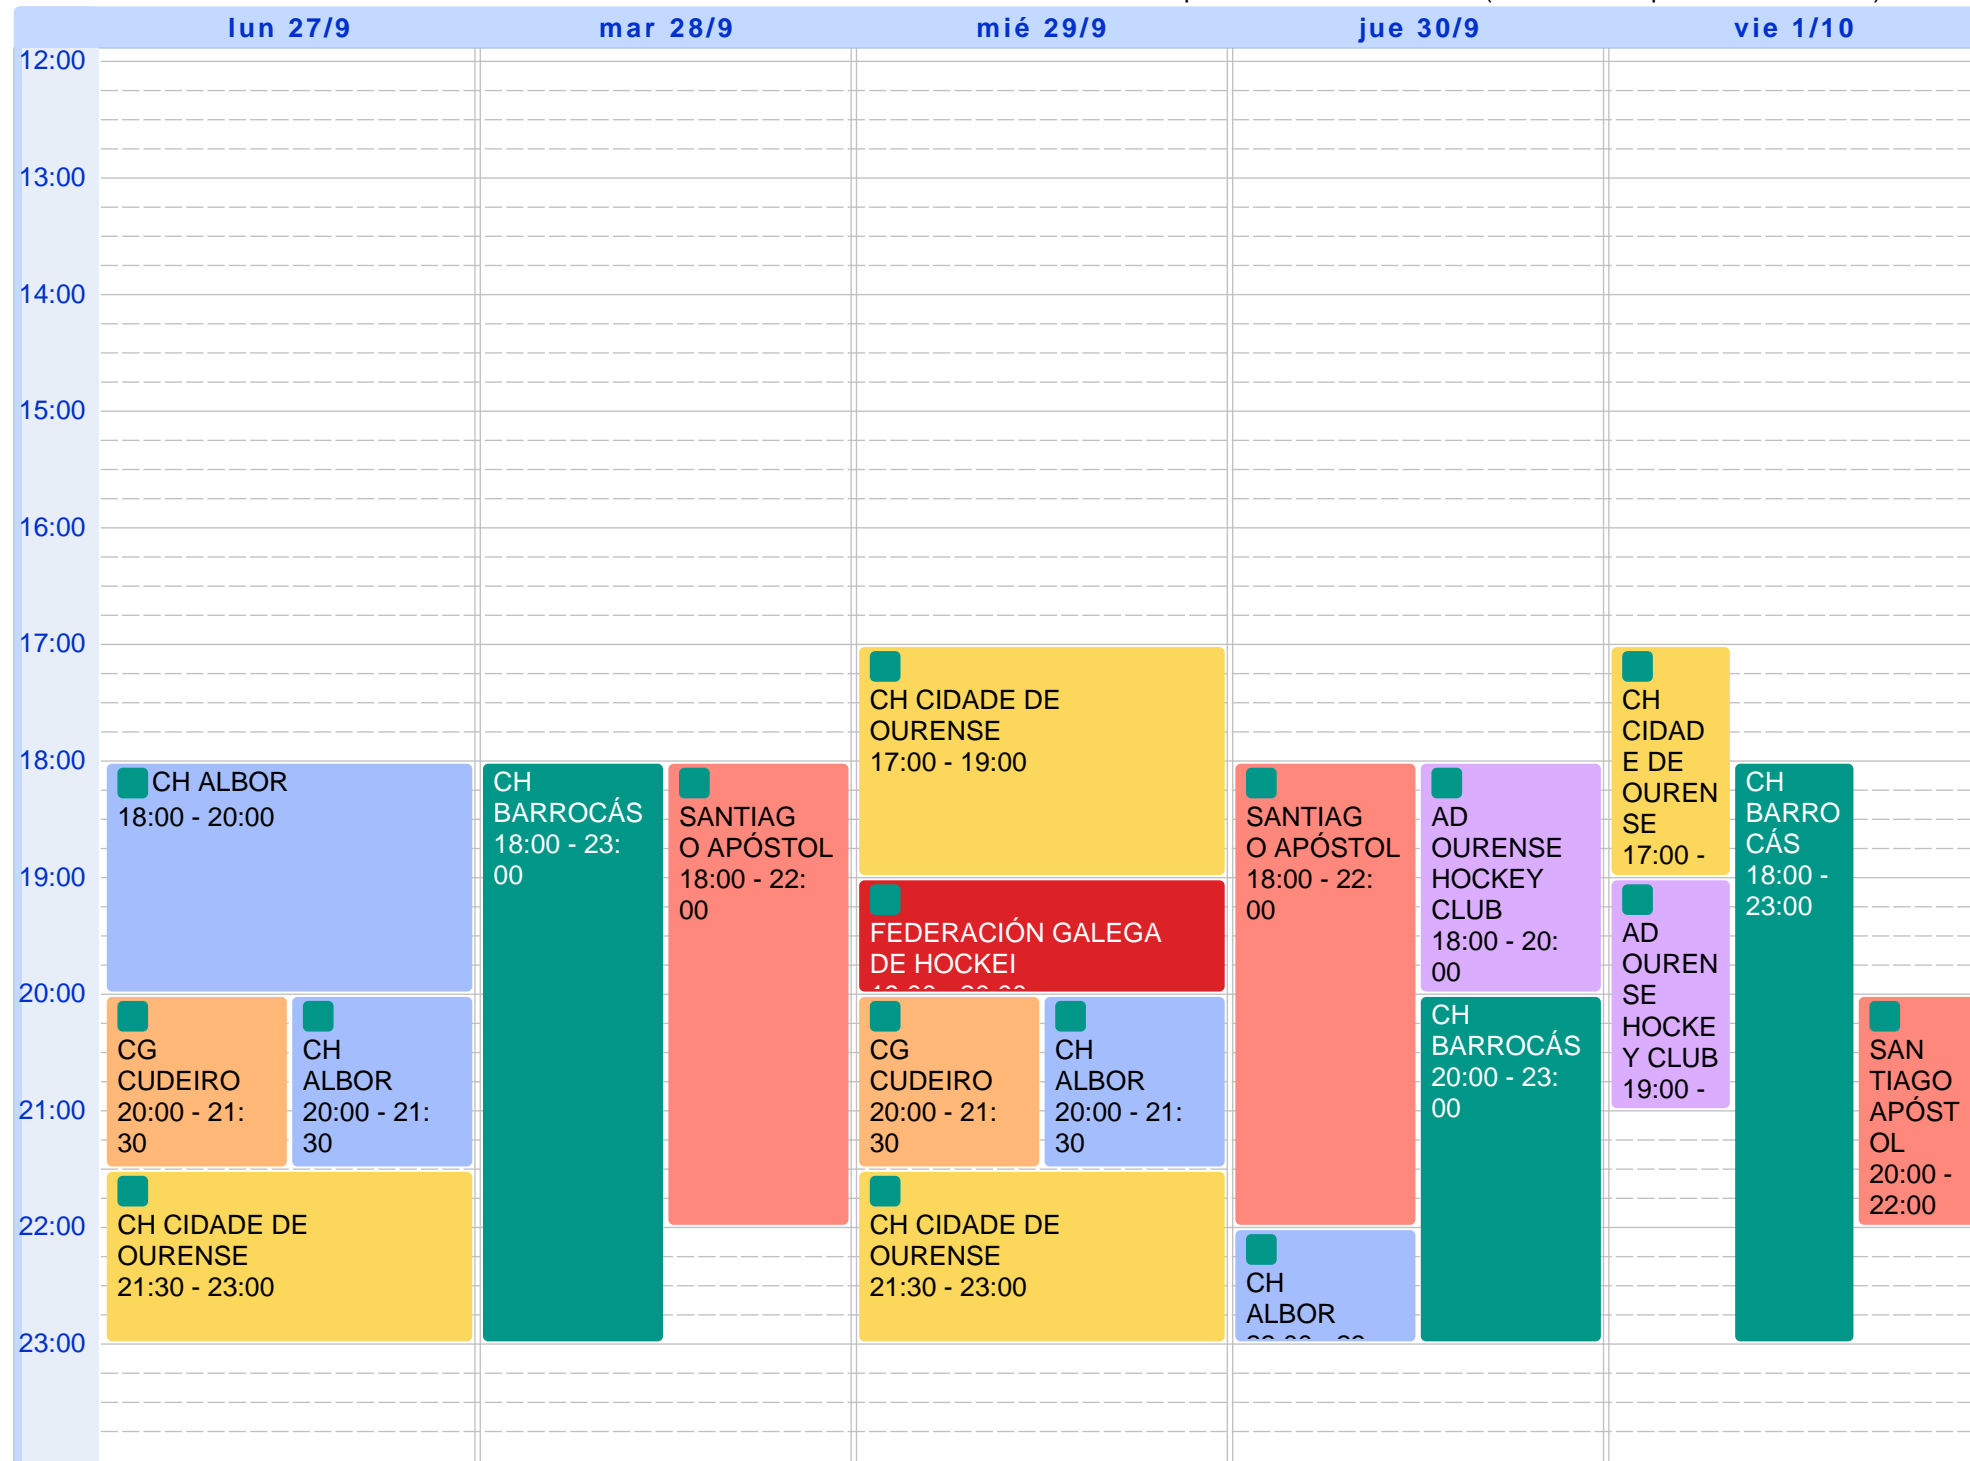 lun 27/9
mar 28/9
mié 29/9
jue 30/9
vie 1/10
12:00
13:00
14:00
15:00
16:00
17:00
18:00
19:00
20:00
21:00
22:00
23:00
CH ALBOR
18:00 - 20:00
CG
CUDEIRO
20:00 - 21:
30
CH
ALBOR
20:00 - 21:
30
CH CIDADE DE
OURENSE
21:30 - 23:00
CH
BARROCÁS
18:00 - 23:
00
SANTIAG
O APÓSTOL
18:00 - 22:
00
CH CIDADE DE
OURENSE
17:00 - 19:00
FEDERACIÓN GALEGA
DE HOCKEI
CG
CUDEIRO
20:00 - 21:
30
CH
ALBOR
20:00 - 21:
30
CH CIDADE DE
OURENSE
21:30 - 23:00
SANTIAG
O APÓSTOL
18:00 - 22:
00
AD
OURENSE
HOCKEY
CLUB
18:00 - 20:
00
CH
BARROCÁS
20:00 - 23:
00
CH
ALBOR
CH
CIDAD
E DE
OUREN
SE
17:00 -
AD
OUREN
SE
HOCKE
Y CLUB
19:00 -
CH
BARRO
CÁS
18:00 -
23:00
SAN
TIAGO
APÓST
OL
20:00 -
22:00